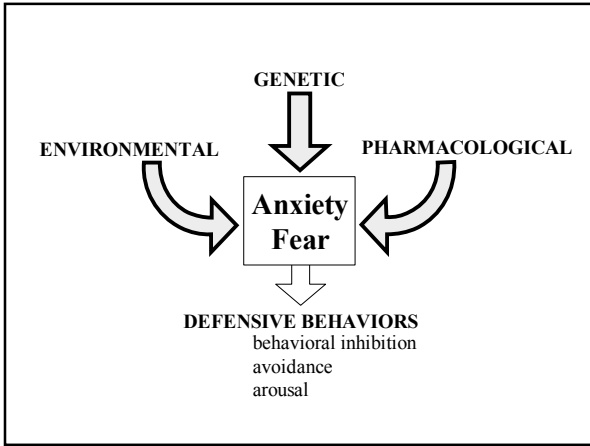 GENETIC
ENVIRONMENTAL
PHARMACOLOGICAL
Anxiety
Fear
DEFENSIVE BEHAVIORS
behavioral inhibition
avoidance
arousal